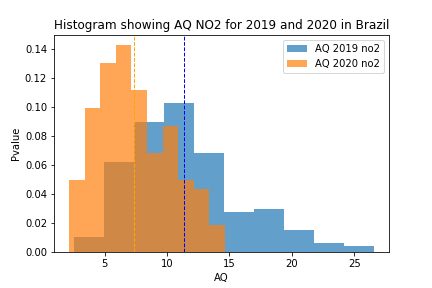 Histogram showing AQ NO2 for 2019 and 2020 in Brazil
AQ 2019 no2
AQ 2020 no2
0.14
0.12
0.10
0.08
0.06
0.04
0.02
0.00
Pvalue
5
10
15
20
25
AQ